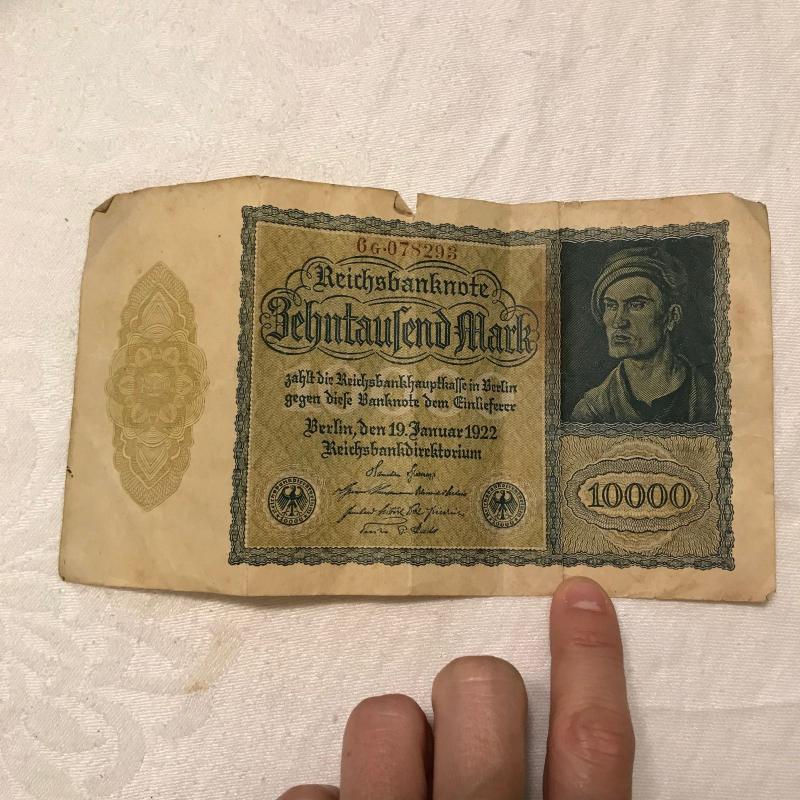 6G·078293
Reichsbanknote
Zehntausend Mark
zahlt die Reichsbankhauptkasse in Berlin
gegen diese Banknote dem Einlieferer
Berlin, den 19. Januar 1922
Reichsbankdirektorium
10000